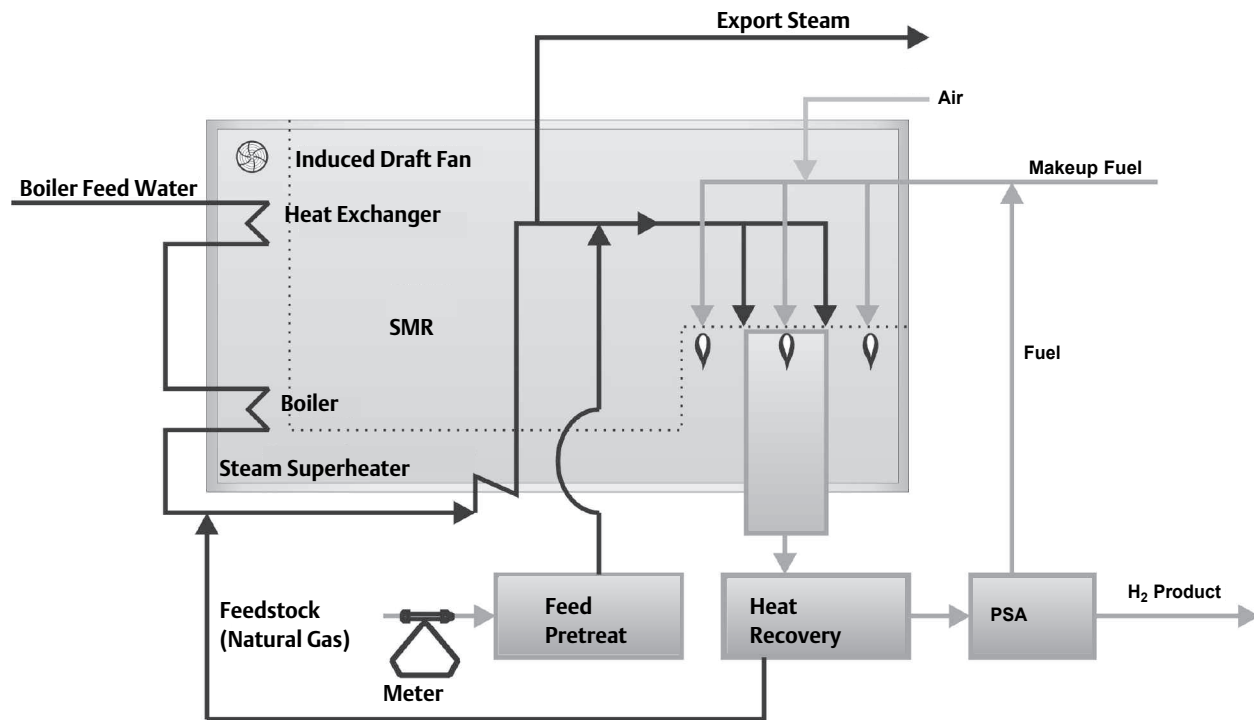 Export Steam
Air
Induced Draft Fan
Makeup Fuel
Boiler Feed Water
Heat Exchanger
SMR
Fuel
Boiler
Steam Superheater
Feedstock
(Natural Gas)
Meter
Feed
Pretreat
Heat
Recovery
PSA
H₂ Product